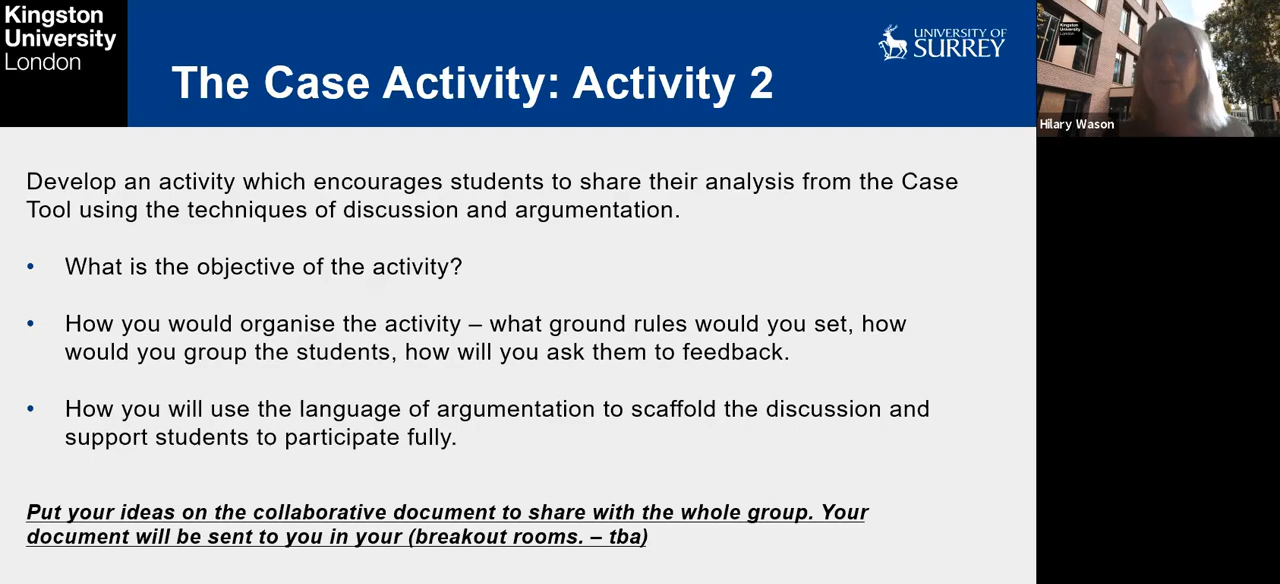 Kingston
University
London
UNIVERSITY OF
SURREY
The Case Activity: Activity 2
Hilary Wason
Develop an activity which encourages students to share their analysis from the Case
Tool using the techniques of discussion and argumentation.
• What is the objective of the activity?
• How you would organise the activity – what ground rules would you set, how
would you group the students, how will you ask them to feedback.
• How you will use the language of argumentation to scaffold the discussion and
support students to participate fully.
Put your ideas on the collaborative document to share with the whole group. Your
document will be sent to you in your (breakout rooms. – tba)